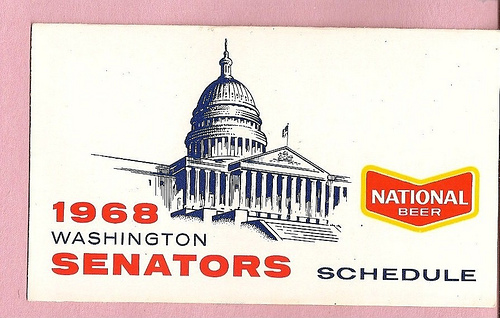 1968
WASHINGTON
SENATORS SCHEDULE
NATIONAL
BEER